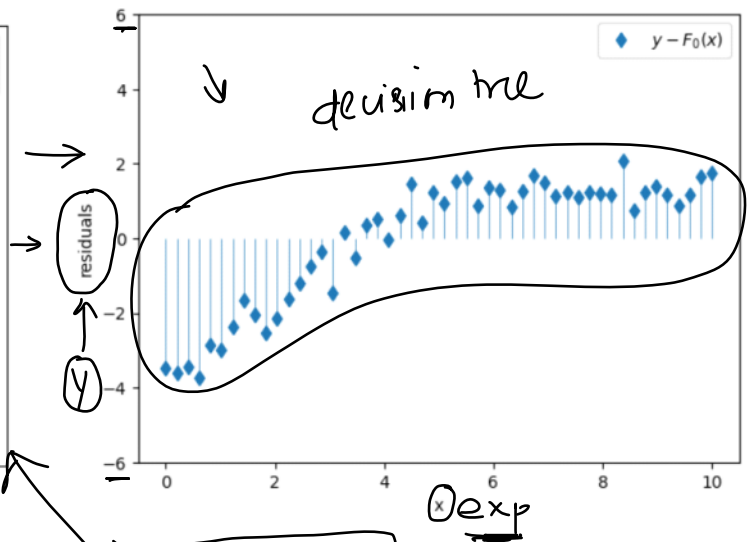 6
y − F₀(x)
4
decision tree
2
residuals
0
−2
y
−4
−6
0 2 4 6 8 10
x exp